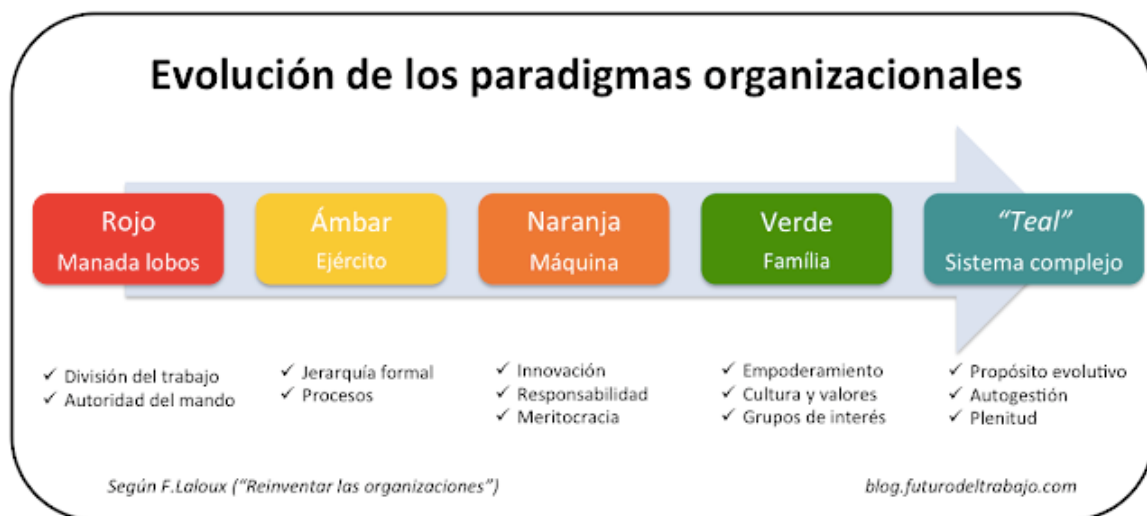 Evolución de los paradigmas organizacionales
Rojo
Manada lobos
Ámbar
Ejército
Naranja
Máquina
Verde
Família
“Teal”
Sistema complejo
✓ División del trabajo
✓ Autoridad del mando
✓ Jerarquía formal
✓ Procesos
✓ Innovación
✓ Responsabilidad
✓ Meritocracia
✓ Empoderamiento
✓ Cultura y valores
✓ Grupos de interés
✓ Propósito evolutivo
✓ Autogestión
✓ Plenitud
Según F.Laloux (“Reinventar las organizaciones”)
blog.futurodeltrabajo.com